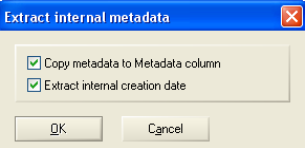 Extract internal metadata
Copy metadata to Metadata column
Extract internal creation date
OK
Cancel